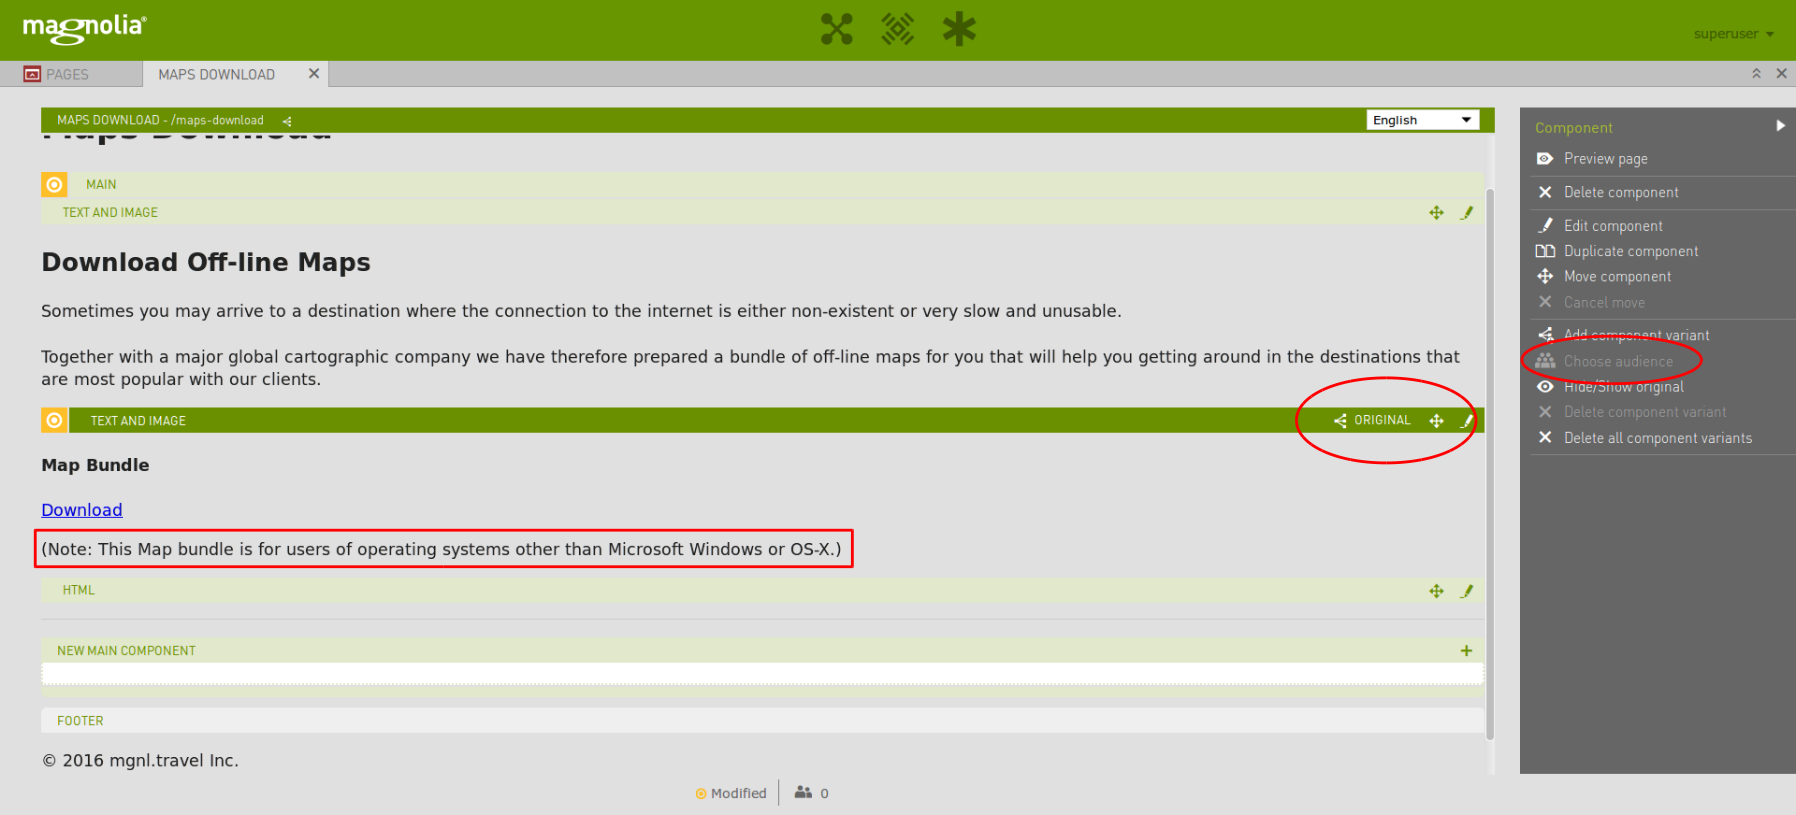 magnolia®
superuser
PAGES
MAPS DOWNLOAD
MAPS DOWNLOAD - /maps-download
English
Maps Download
MAIN
TEXT AND IMAGE
Download Off-line Maps
Sometimes you may arrive to a destination where the connection to the internet is either non-existent or very slow and unusable.
Together with a major global cartographic company we have therefore prepared a bundle of off-line maps for you that will help you getting around in the destinations that
are most popular with our clients.
TEXT AND IMAGE
ORIGINAL
Map Bundle
Download
(Note: This Map bundle is for users of operating systems other than Microsoft Windows or OS-X.)
HTML
NEW MAIN COMPONENT
FOOTER
© 2016 mgnl.travel Inc.
Modified
0
Component
Preview page
Delete component
Edit component
Duplicate component
Move component
Cancel move
Add component variant
Choose audience
Hide/Show original
Delete component variant
Delete all component variants